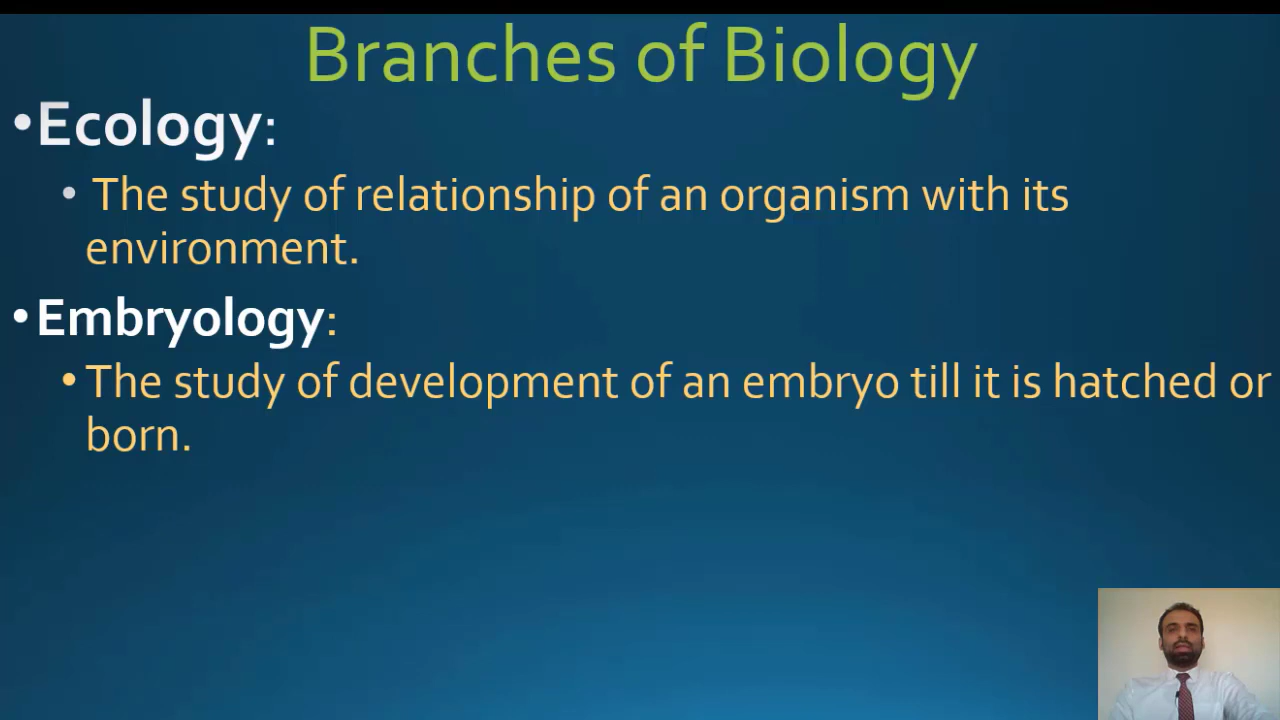 Branches of Biology
•Ecology:
• The study of relationship of an organism with its
environment.
•Embryology:
•The study of development of an embryo till it is hatched or
born.